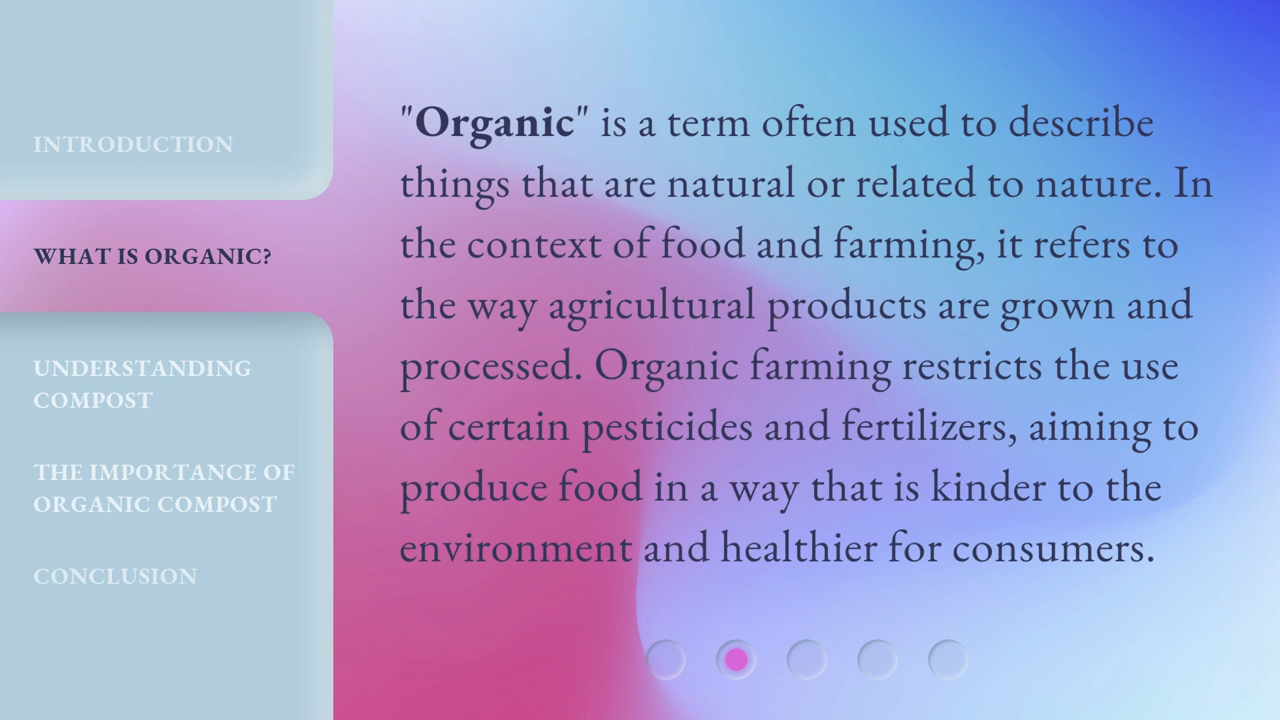 INTRODUCTION
WHAT IS ORGANIC?
UNDERSTANDING
COMPOST
THE IMPORTANCE OF
ORGANIC COMPOST
CONCLUSION
"Organic" is a term often used to describe
things that are natural or related to nature. In
the context of food and farming, it refers to
the way agricultural products are grown and
processed. Organic farming restricts the use
of certain pesticides and fertilizers, aiming to
produce food in a way that is kinder to the
environment and healthier for consumers.